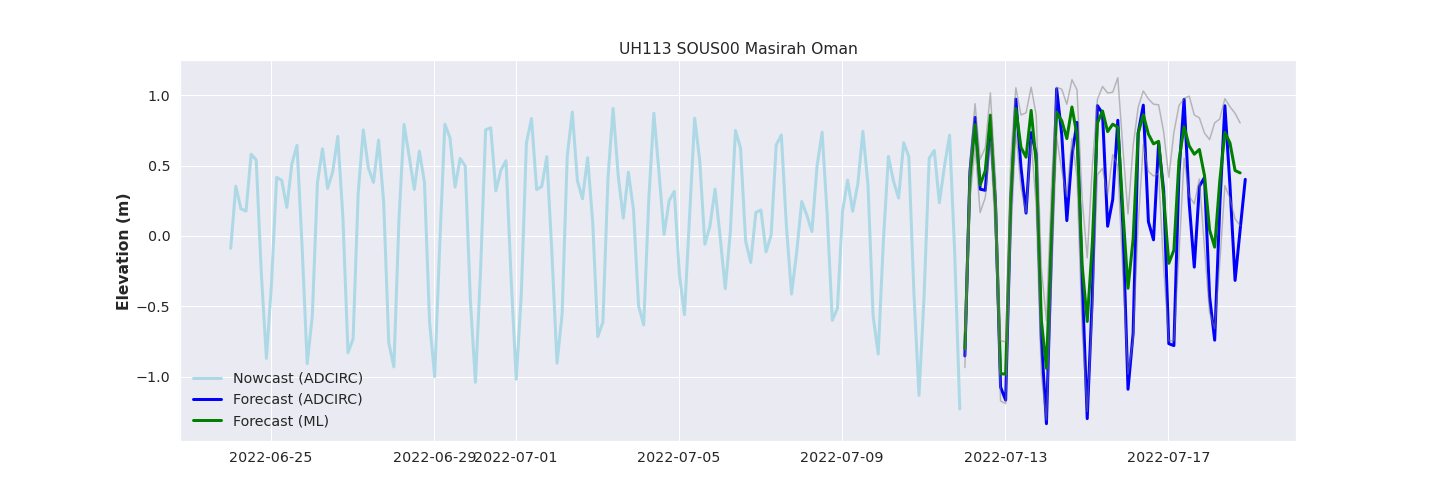 UH113 SOUS00 Masirah Oman
Elevation (m)
1.0
0.5
0.0
−0.5
−1.0
Nowcast (ADCIRC)
Forecast (ADCIRC)
Forecast (ML)
2022-06-25 2022-06-29 2022-07-01 2022-07-05 2022-07-09 2022-07-13 2022-07-17